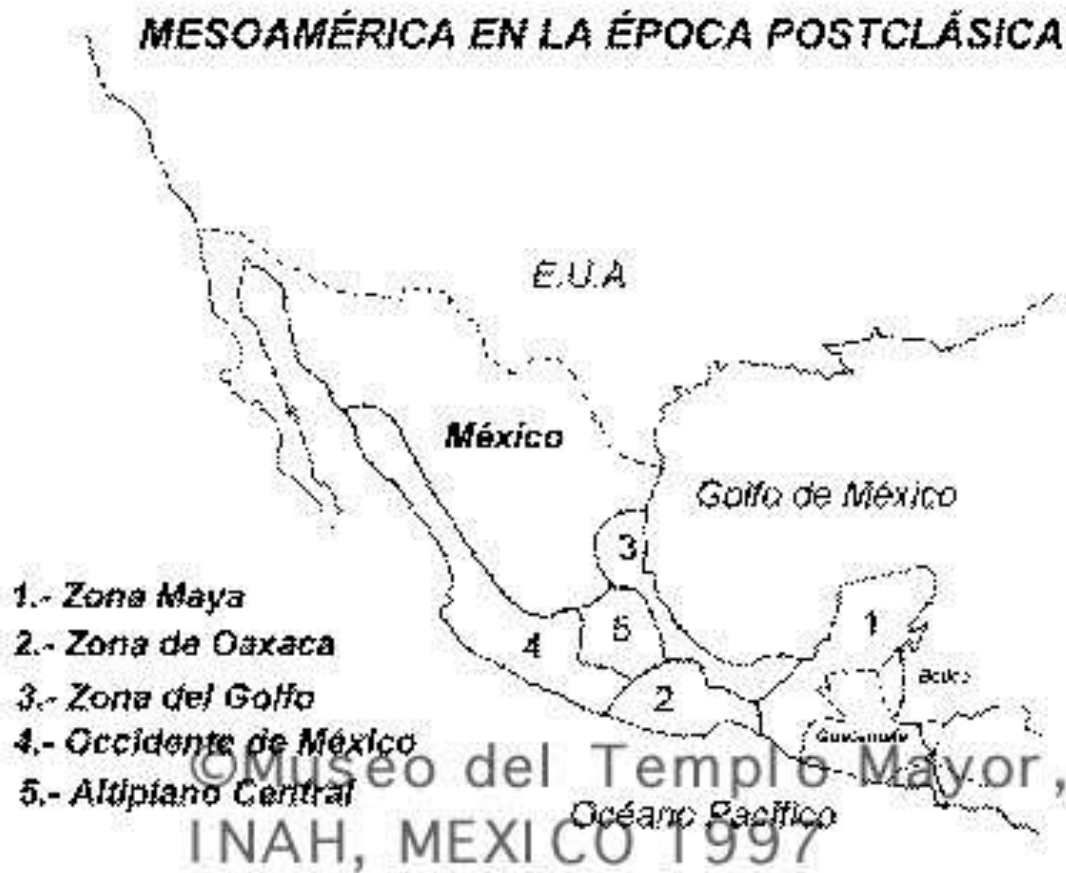 MESOAMÉRICA EN LA ÉPOCA POSTCLÁSICA
E.U.A
México
Golfo de México
3
1
5
4
2
Belice
Guatemala
1.- Zona Maya
2.- Zona de Oaxaca
3.- Zona del Golfo
4.- Occidente de México
5.- Altiplano Central
Océano Pacífico
©Museo del Templo Mayor,
INAH, MEXICO 1997